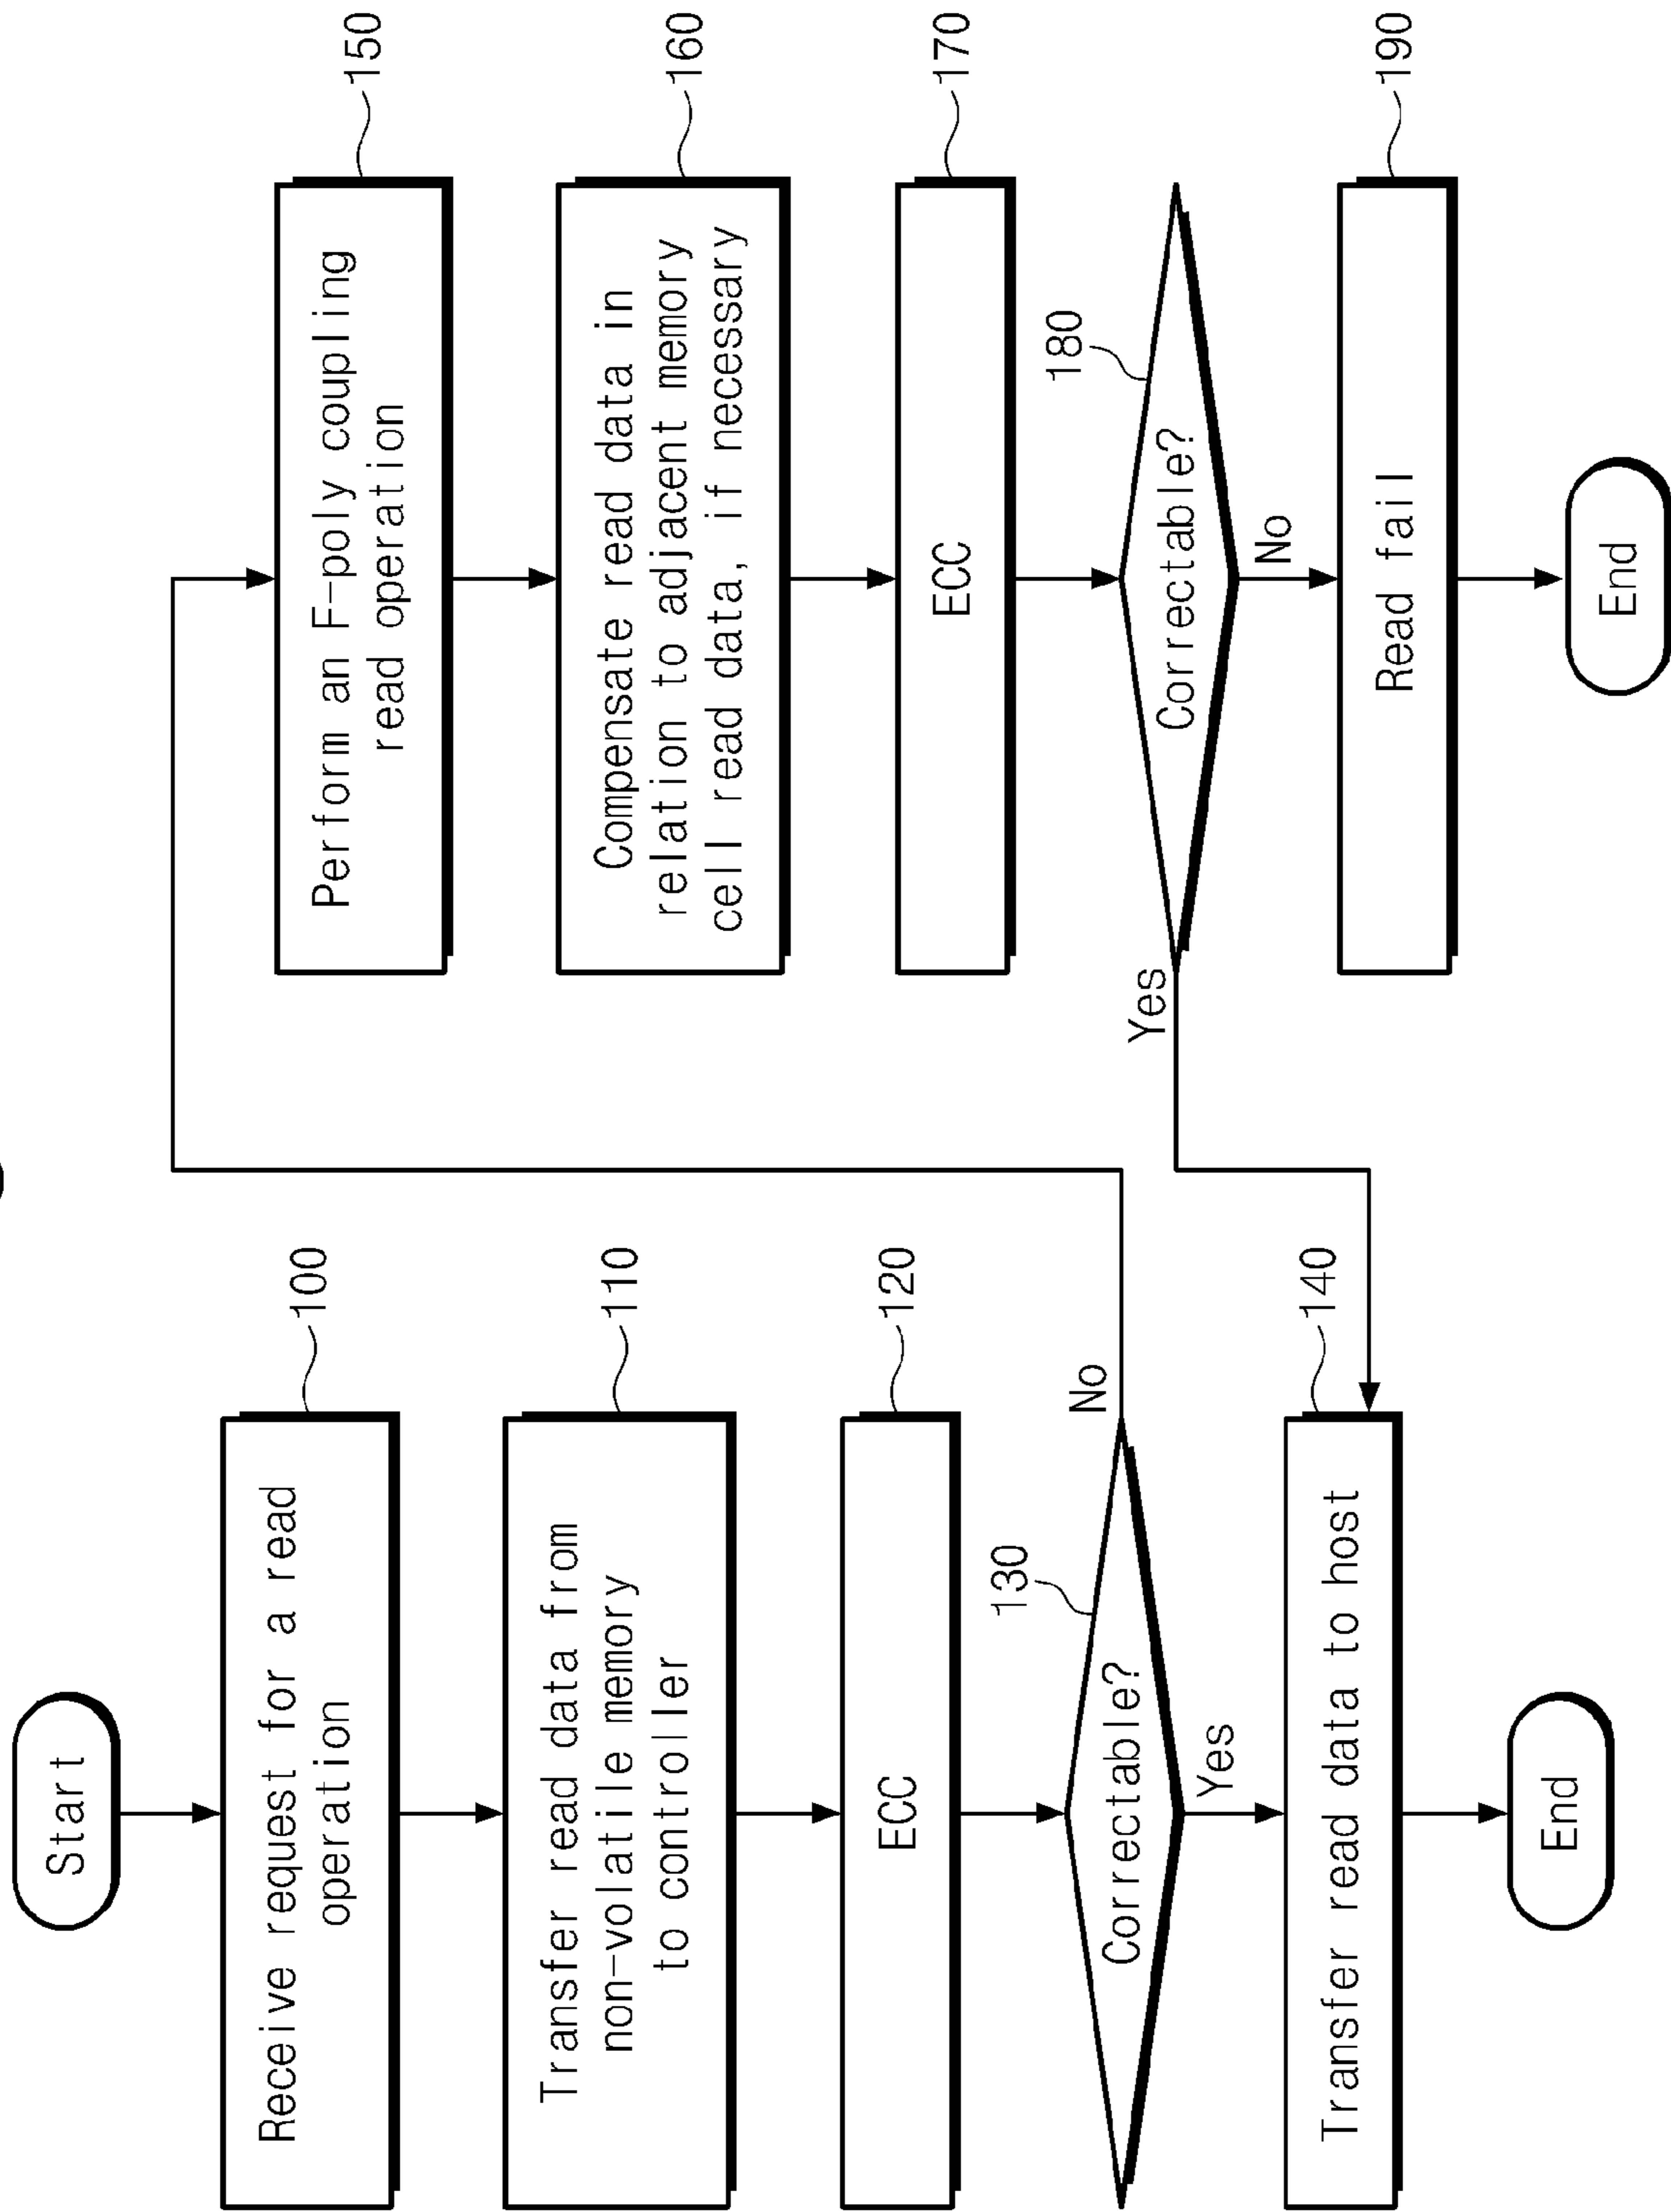 Start
Receive request for a read
operation
100
Transfer read data from
non-volatile memory
to controller
110
ECC
120
Correctable?
130
No
Yes
Transfer read data to host
140
End
Perform an F-poly coupling
read operation
150
Compensate read data in
relation to adjacent memory
cell read data, if necessary
160
ECC
170
Correctable?
180
Yes
No
Read fail
190
End